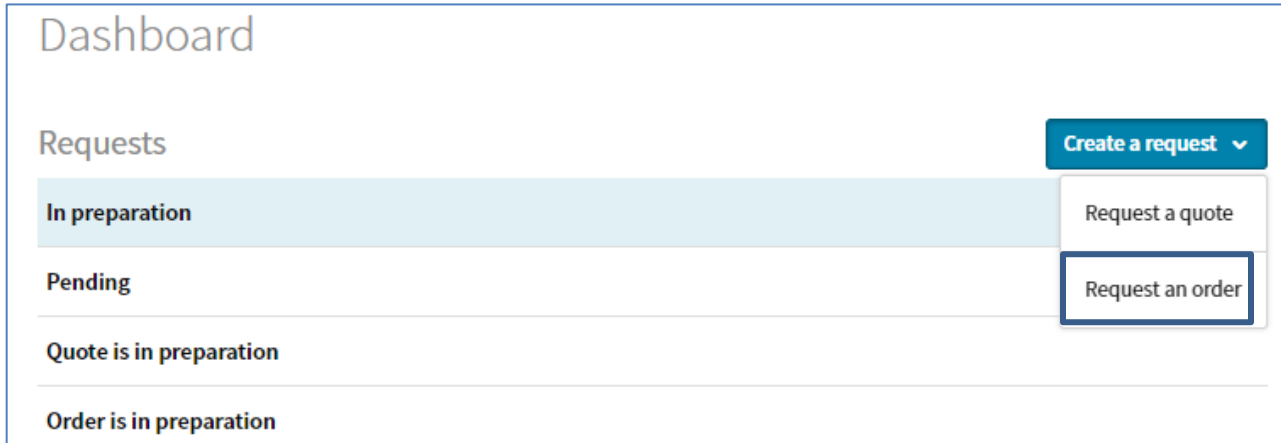 Dashboard
Requests
Create a request
In preparation
Request a quote
Pending
Request an order
Quote is in preparation
Order is in preparation